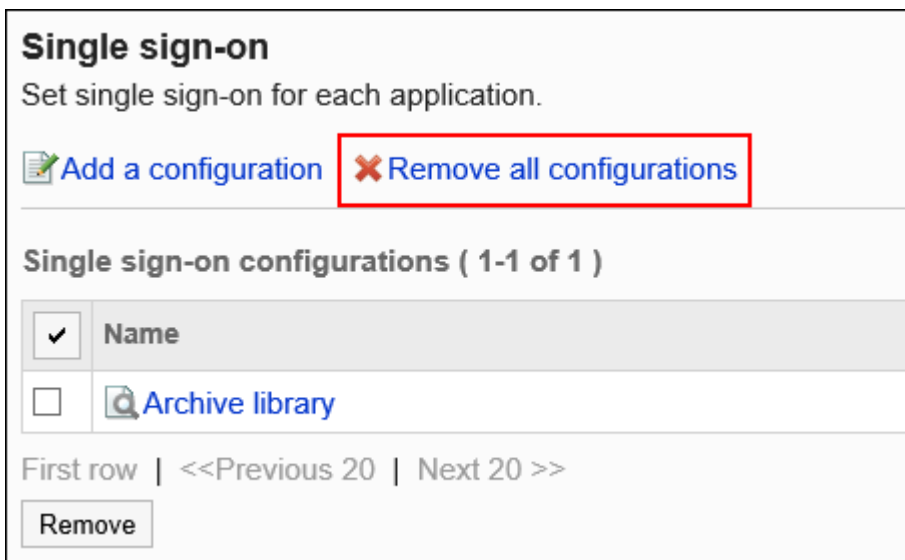 Single sign-on
Set single sign-on for each application.
Add a configuration Remove all configurations
Single sign-on configurations ( 1-1 of 1 )
Name
Archive library
First row | <<Previous 20 | Next 20 >>
Remove